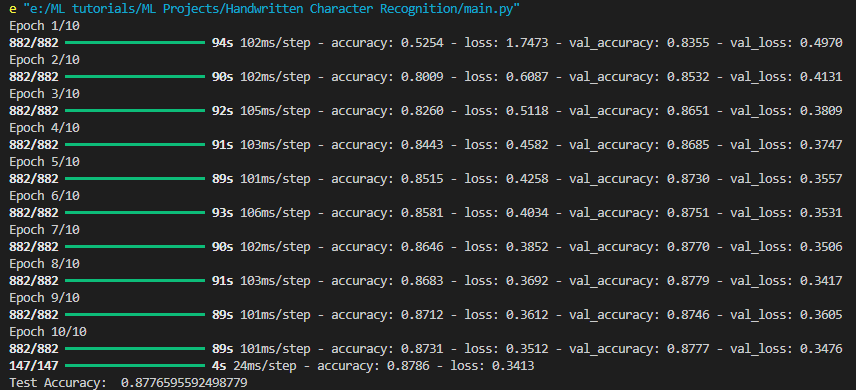 e "e:/ML tutorials/ML Projects/Handwritten Character Recognition/main.py"
Epoch 1/10
882/882 94s 102ms/step - accuracy: 0.5254 - loss: 1.7473 - val_accuracy: 0.8355 - val_loss: 0.4970
Epoch 2/10
882/882 90s 102ms/step - accuracy: 0.8009 - loss: 0.6087 - val_accuracy: 0.8532 - val_loss: 0.4131
Epoch 3/10
882/882 92s 105ms/step - accuracy: 0.8260 - loss: 0.5118 - val_accuracy: 0.8651 - val_loss: 0.3809
Epoch 4/10
882/882 91s 103ms/step - accuracy: 0.8443 - loss: 0.4582 - val_accuracy: 0.8685 - val_loss: 0.3747
Epoch 5/10
882/882 89s 101ms/step - accuracy: 0.8515 - loss: 0.4258 - val_accuracy: 0.8730 - val_loss: 0.3557
Epoch 6/10
882/882 93s 106ms/step - accuracy: 0.8581 - loss: 0.4034 - val_accuracy: 0.8751 - val_loss: 0.3531
Epoch 7/10
882/882 90s 102ms/step - accuracy: 0.8646 - loss: 0.3852 - val_accuracy: 0.8770 - val_loss: 0.3506
Epoch 8/10
882/882 91s 103ms/step - accuracy: 0.8683 - loss: 0.3692 - val_accuracy: 0.8779 - val_loss: 0.3417
Epoch 9/10
882/882 89s 101ms/step - accuracy: 0.8712 - loss: 0.3612 - val_accuracy: 0.8746 - val_loss: 0.3605
Epoch 10/10
882/882 89s 101ms/step - accuracy: 0.8731 - loss: 0.3512 - val_accuracy: 0.8777 - val_loss: 0.3476
147/147 4s 24ms/step - accuracy: 0.8786 - loss: 0.3413
Test Accuracy:  0.8776595592498779